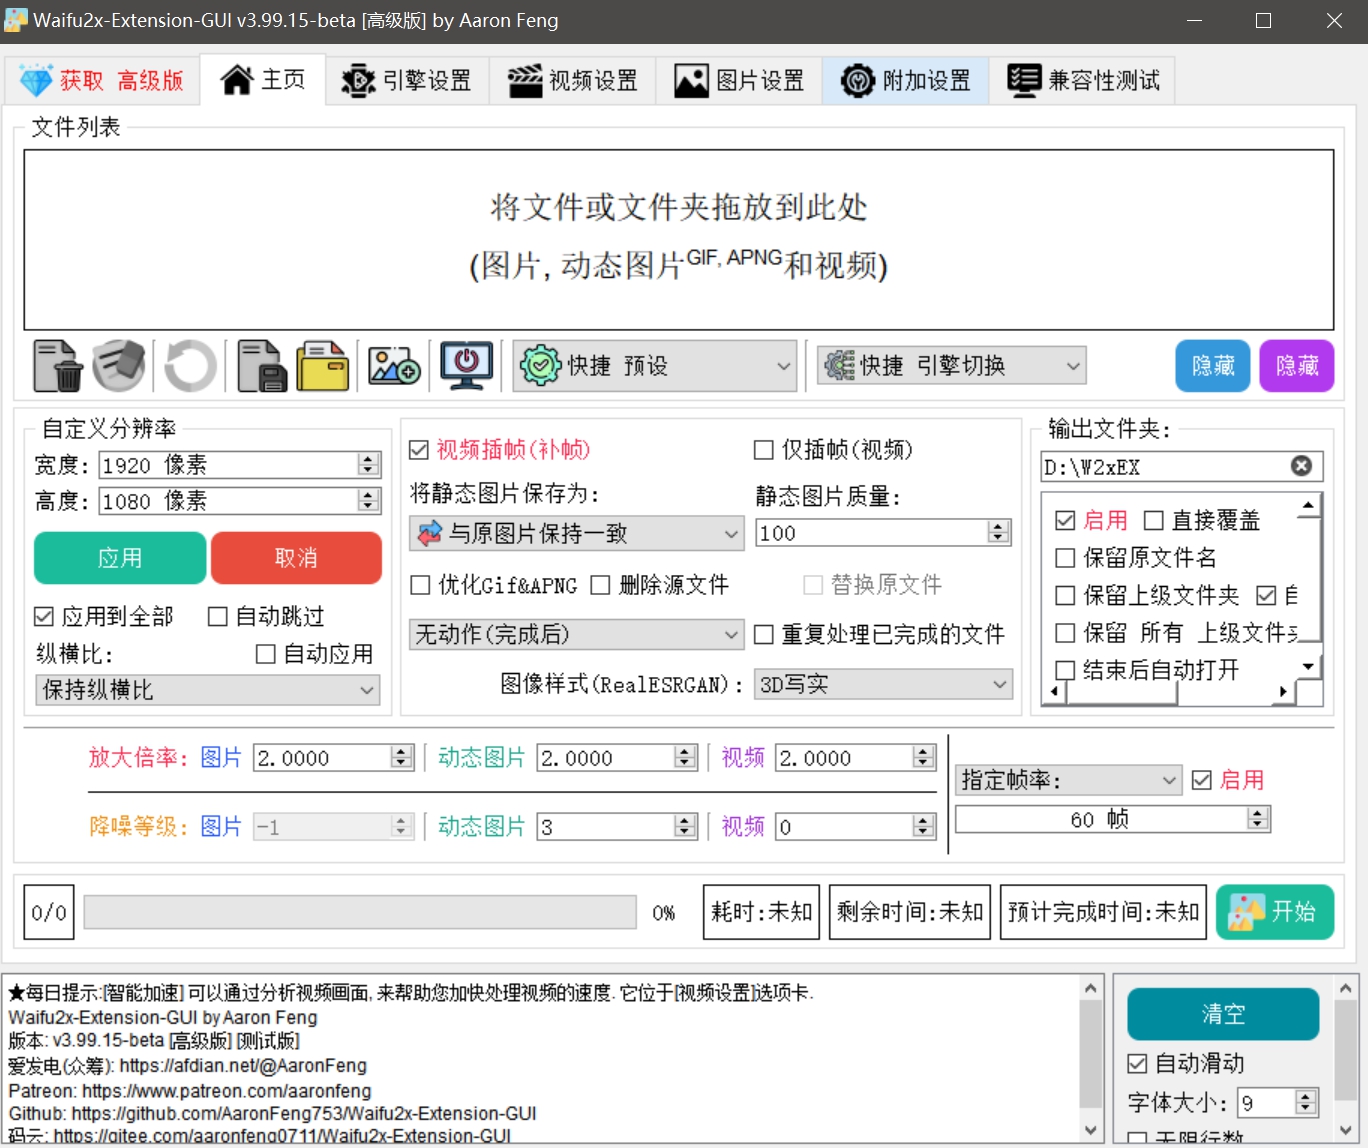 Waifu2x-Extension-GUI v3.99.15-beta [高级版] by Aaron Feng
获取 高级版
主页
引擎设置
视频设置
图片设置
附加设置
兼容性测试
文件列表
将文件或文件夹拖放到此处
(图片, 动态图片GIF, APNG和视频)
快捷 预设
快捷 引擎切换
隐藏
隐藏
自定义分辨率
宽度: 1920 像素
高度: 1080 像素
应用
取消
应用到全部
自动跳过
纵横比:
自动应用
保持纵横比
视频插帧(补帧)
仅插帧(视频)
将静态图片保存为:
静态图片质量:
与原图片保持一致
100
优化Gif&APNG
删除源文件
替换原文件
无动作(完成后)
重复处理已完成的文件
图像样式(RealESRGAN):
3D写实
输出文件夹:
D:\W2xEX
启用
直接覆盖
保留原文件名
保留上级文件夹
保留 所有 上级文件夹
结束后自动打开
放大倍率: 图片 2.0000 动态图片 2.0000 视频 2.0000
降噪等级: 图片 -1 动态图片 3 视频 0
指定帧率:
启用
60 帧
0/0
0%
耗时:未知
剩余时间:未知
预计完成时间:未知
开始
★每日提示:[智能加速] 可以通过分析视频画面, 来帮助您加快处理视频的速度. 它位于[视频设置]选项卡.
Waifu2x-Extension-GUI by Aaron Feng
版本: v3.99.15-beta [高级版] [测试版]
爱发电(众筹): https://afdian.net/@AaronFeng
Patreon: https://www.patreon.com/aaronfeng
Github: https://github.com/AaronFeng753/Waifu2x-Extension-GUI
码云: https://gitee.com/aaronfeng0711/Waifu2x-Extension-GUI
清空
自动滑动
字体大小: 9
无限行数